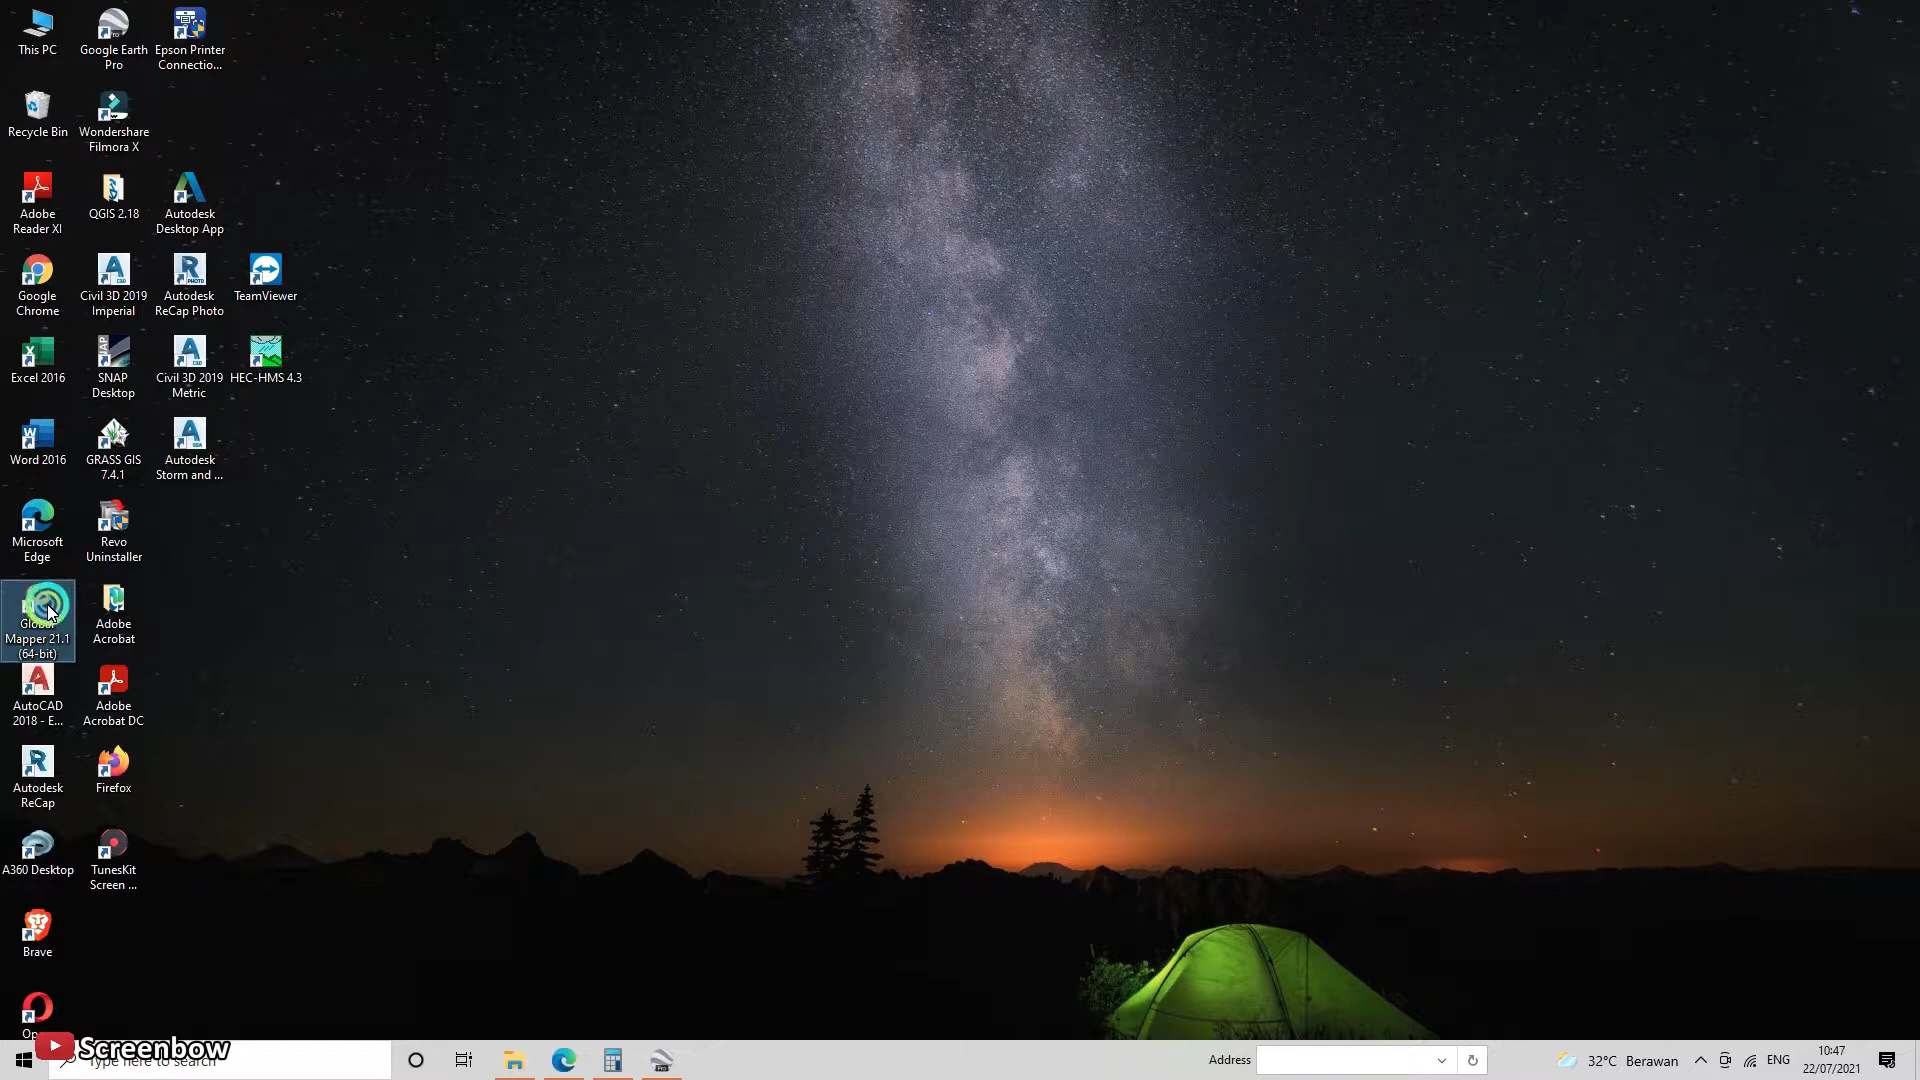 This PC
Google Earth
Pro
Epson Printer
Connectio...
Recycle Bin
Wondershare
Filmora X
Adobe
Reader XI
QGIS 2.18
Autodesk
Desktop App
Google
Chrome
Civil 3D 2019
Imperial
Autodesk
ReCap Photo
TeamViewer
Excel 2016
SNAP
Desktop
Civil 3D 2019
Metric
HEC-HMS 4.3
Word 2016
GRASS GIS
7.4.1
Autodesk
Storm and ...
Microsoft
Edge
Revo
Uninstaller
Global
Mapper 21.1
(64-bit)
Adobe
Acrobat
AutoCAD
2018 - E...
Adobe
Acrobat DC
Autodesk
ReCap
Firefox
A360 Desktop
TunesKit
Screen ...
Brave
Screenbow
Type here to search
Address
32°C Berawan
ENG
10:47
22/07/2021